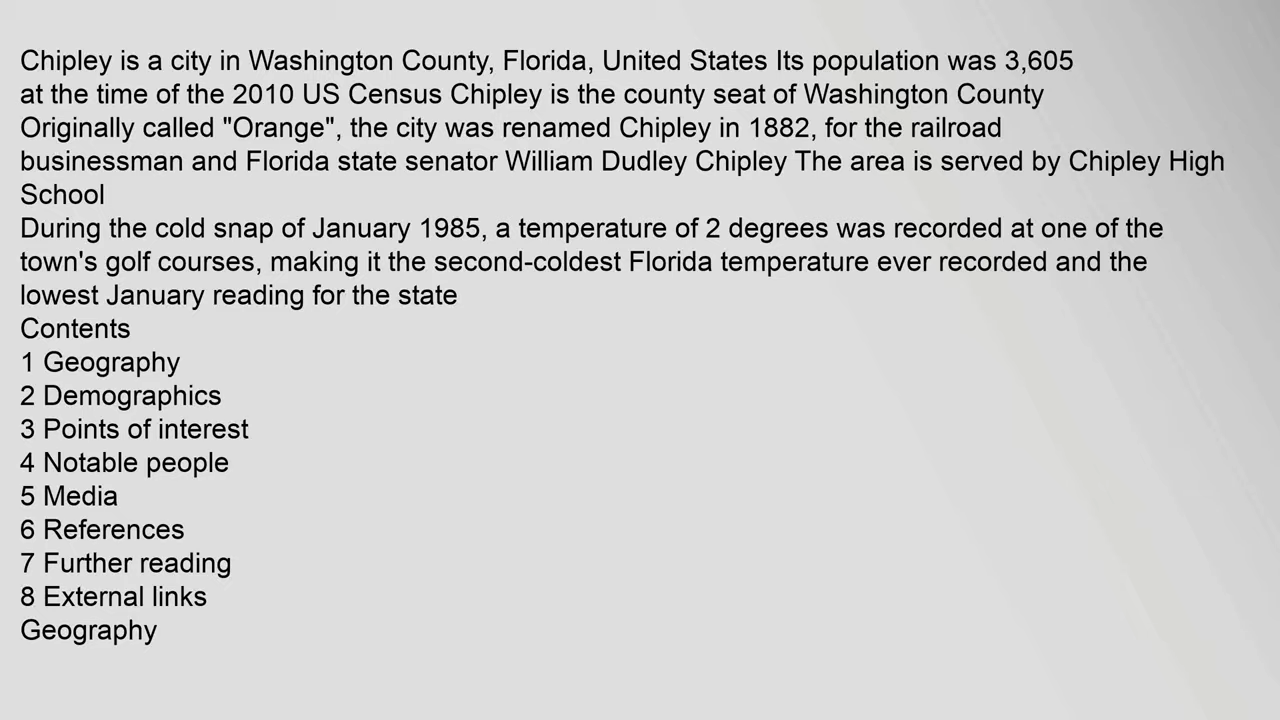 Chipley is a city in Washington County, Florida, United States Its population was 3,605
at the time of the 2010 US Census Chipley is the county seat of Washington County
Originally called "Orange", the city was renamed Chipley in 1882, for the railroad
businessman and Florida state senator William Dudley Chipley The area is served by Chipley High
School
During the cold snap of January 1985, a temperature of 2 degrees was recorded at one of the
town's golf courses, making it the second-coldest Florida temperature ever recorded and the
lowest January reading for the state
Contents
1 Geography
2 Demographics
3 Points of interest
4 Notable people
5 Media
6 References
7 Further reading
8 External links
Geography